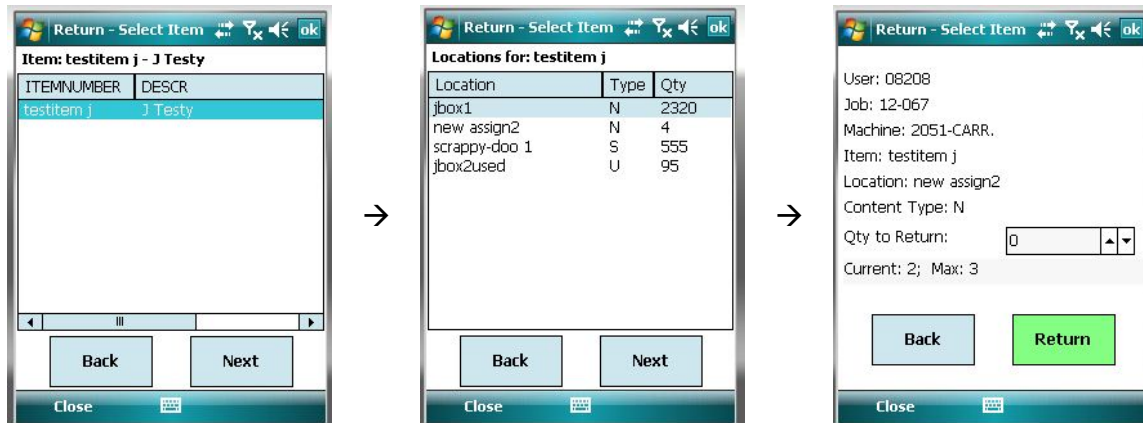 Return - Select Item ok
Item: testitem j - J Testy
ITEMNUMBER DESCR
testitem j J Testy
Back Next
Close
→
Return - Select Item ok
Locations for: testitem j
Location Type Qty
jbox1 N 2320
new assign2 N 4
scrappy-doo 1 S 555
jbox2used U 95
Back Next
Close
→
Return - Select Item ok
User: 08208
Job: 12-067
Machine: 2051-CARR.
Item: testitem j
Location: new assign2
Content Type: N
Qty to Return: 0
Current: 2; Max: 3
Back Return
Close